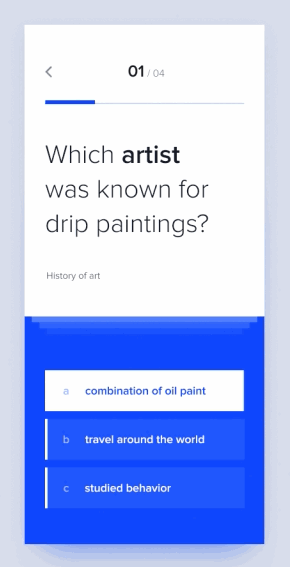 01 / 04
Which artist
was known for
drip paintings?
History of art
a combination of oil paint
b travel around the world
c studied behavior